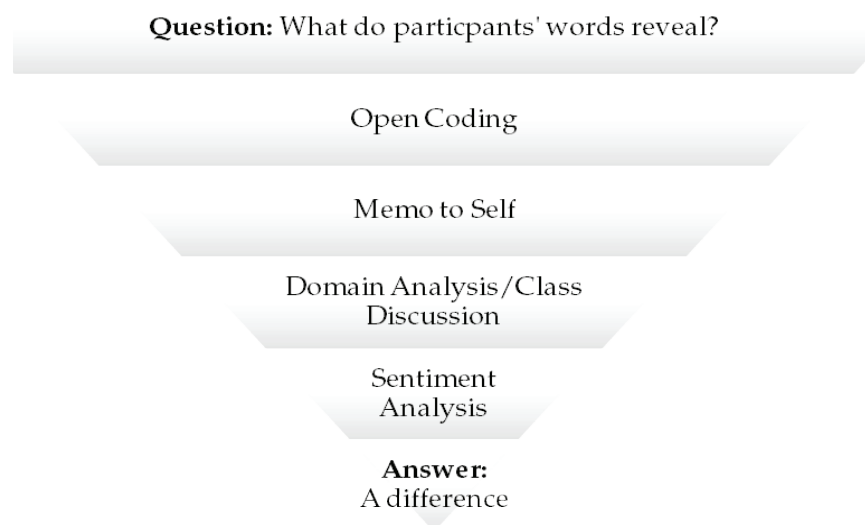 Question: What do particpants' words reveal?
Open Coding
Memo to Self
Domain Analysis/Class
Discussion
Sentiment
Analysis
Answer:
A difference